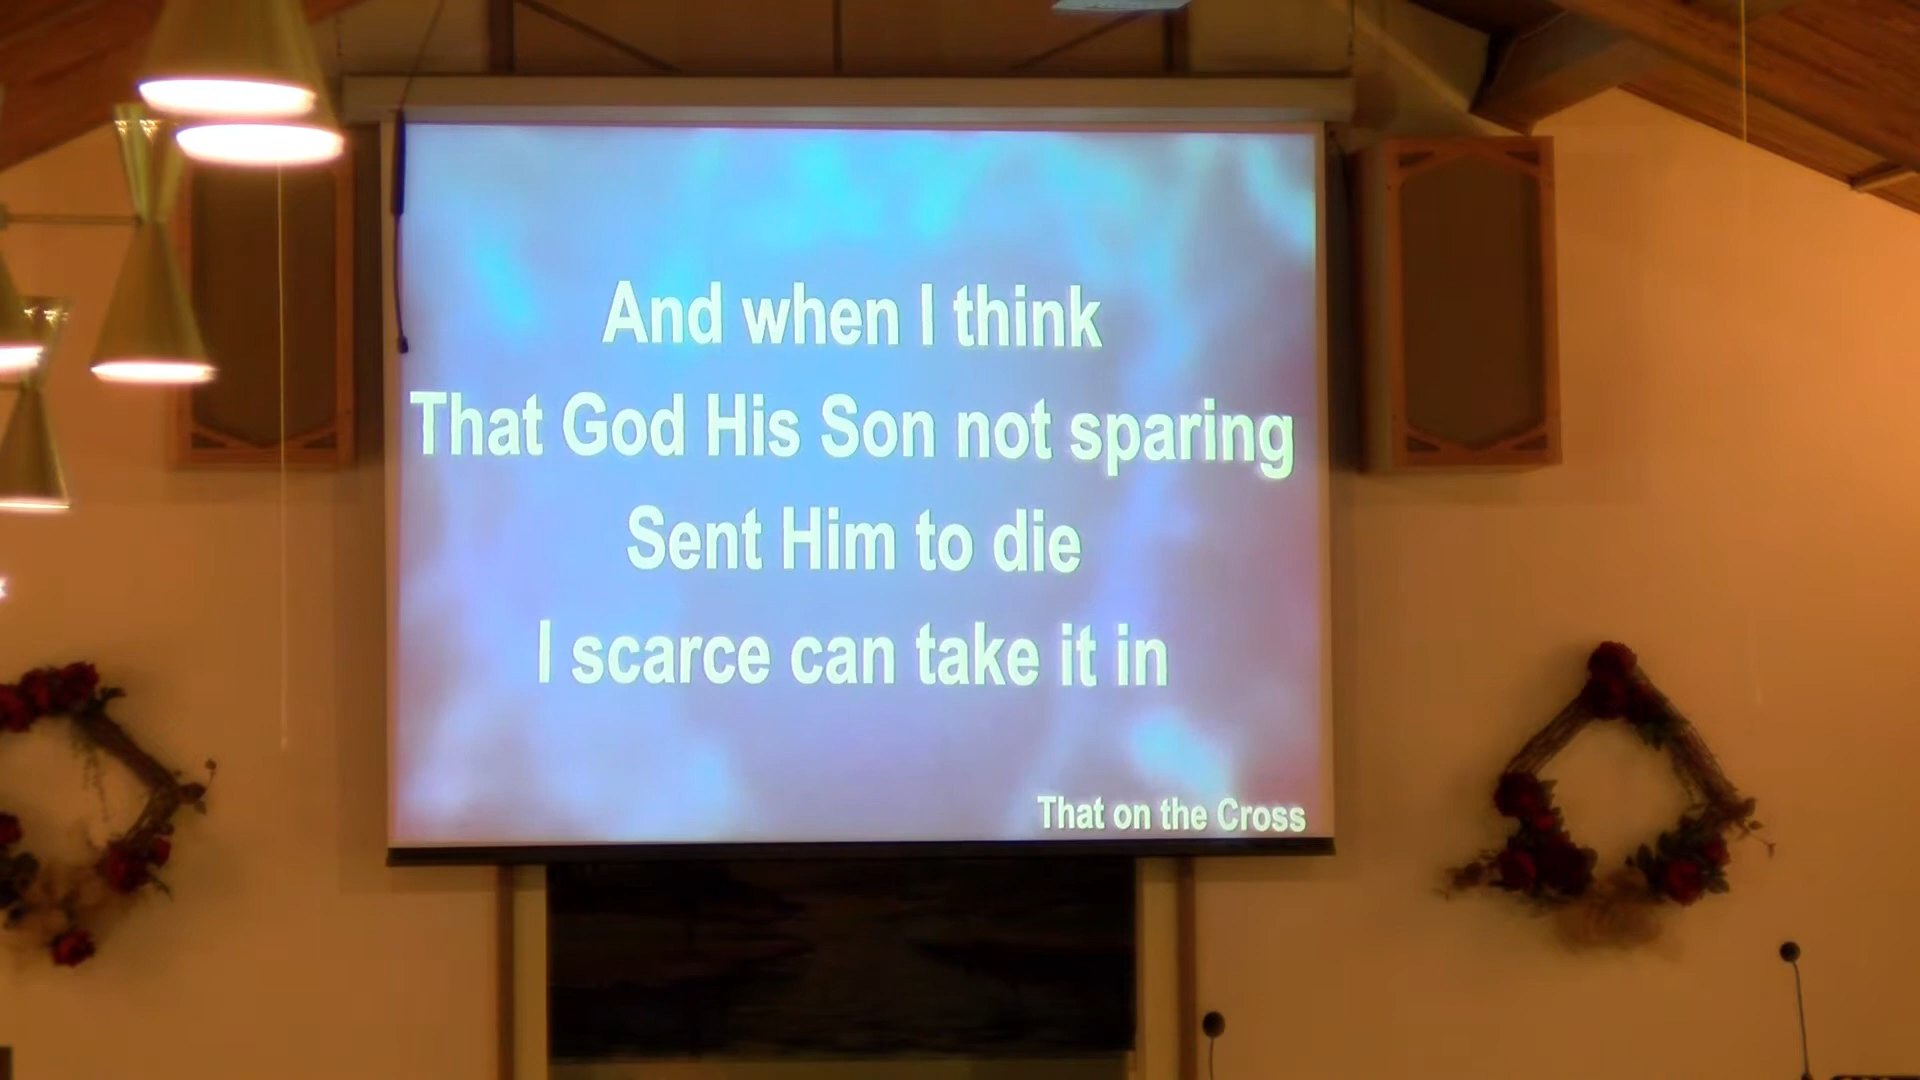 And when I think
That God His Son not sparing
Sent Him to die
I scarce can take it in
That on the Cross